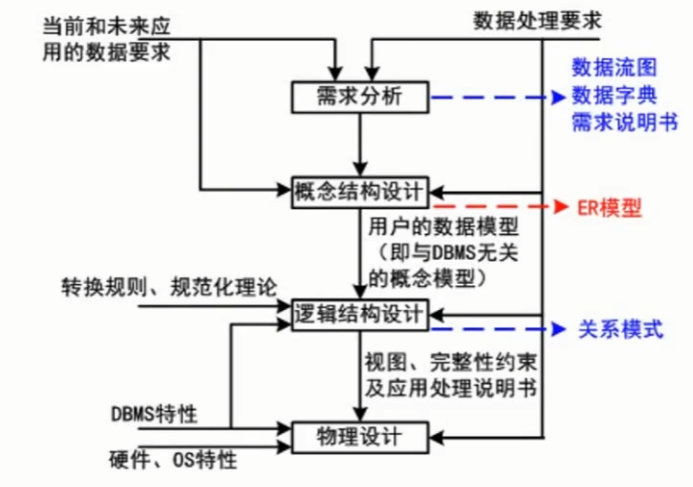 当前和未来应
用的数据要求
数据处理要求
需求分析
数据流图
数据字典
需求说明书
概念结构设计
ER模型
用户的数据模型
（即与DBMS无关
的概念模型）
转换规则、规范化理论
逻辑结构设计
关系模式
视图、完整性约束
及应用处理说明书
DBMS特性
物理设计
硬件、OS特性